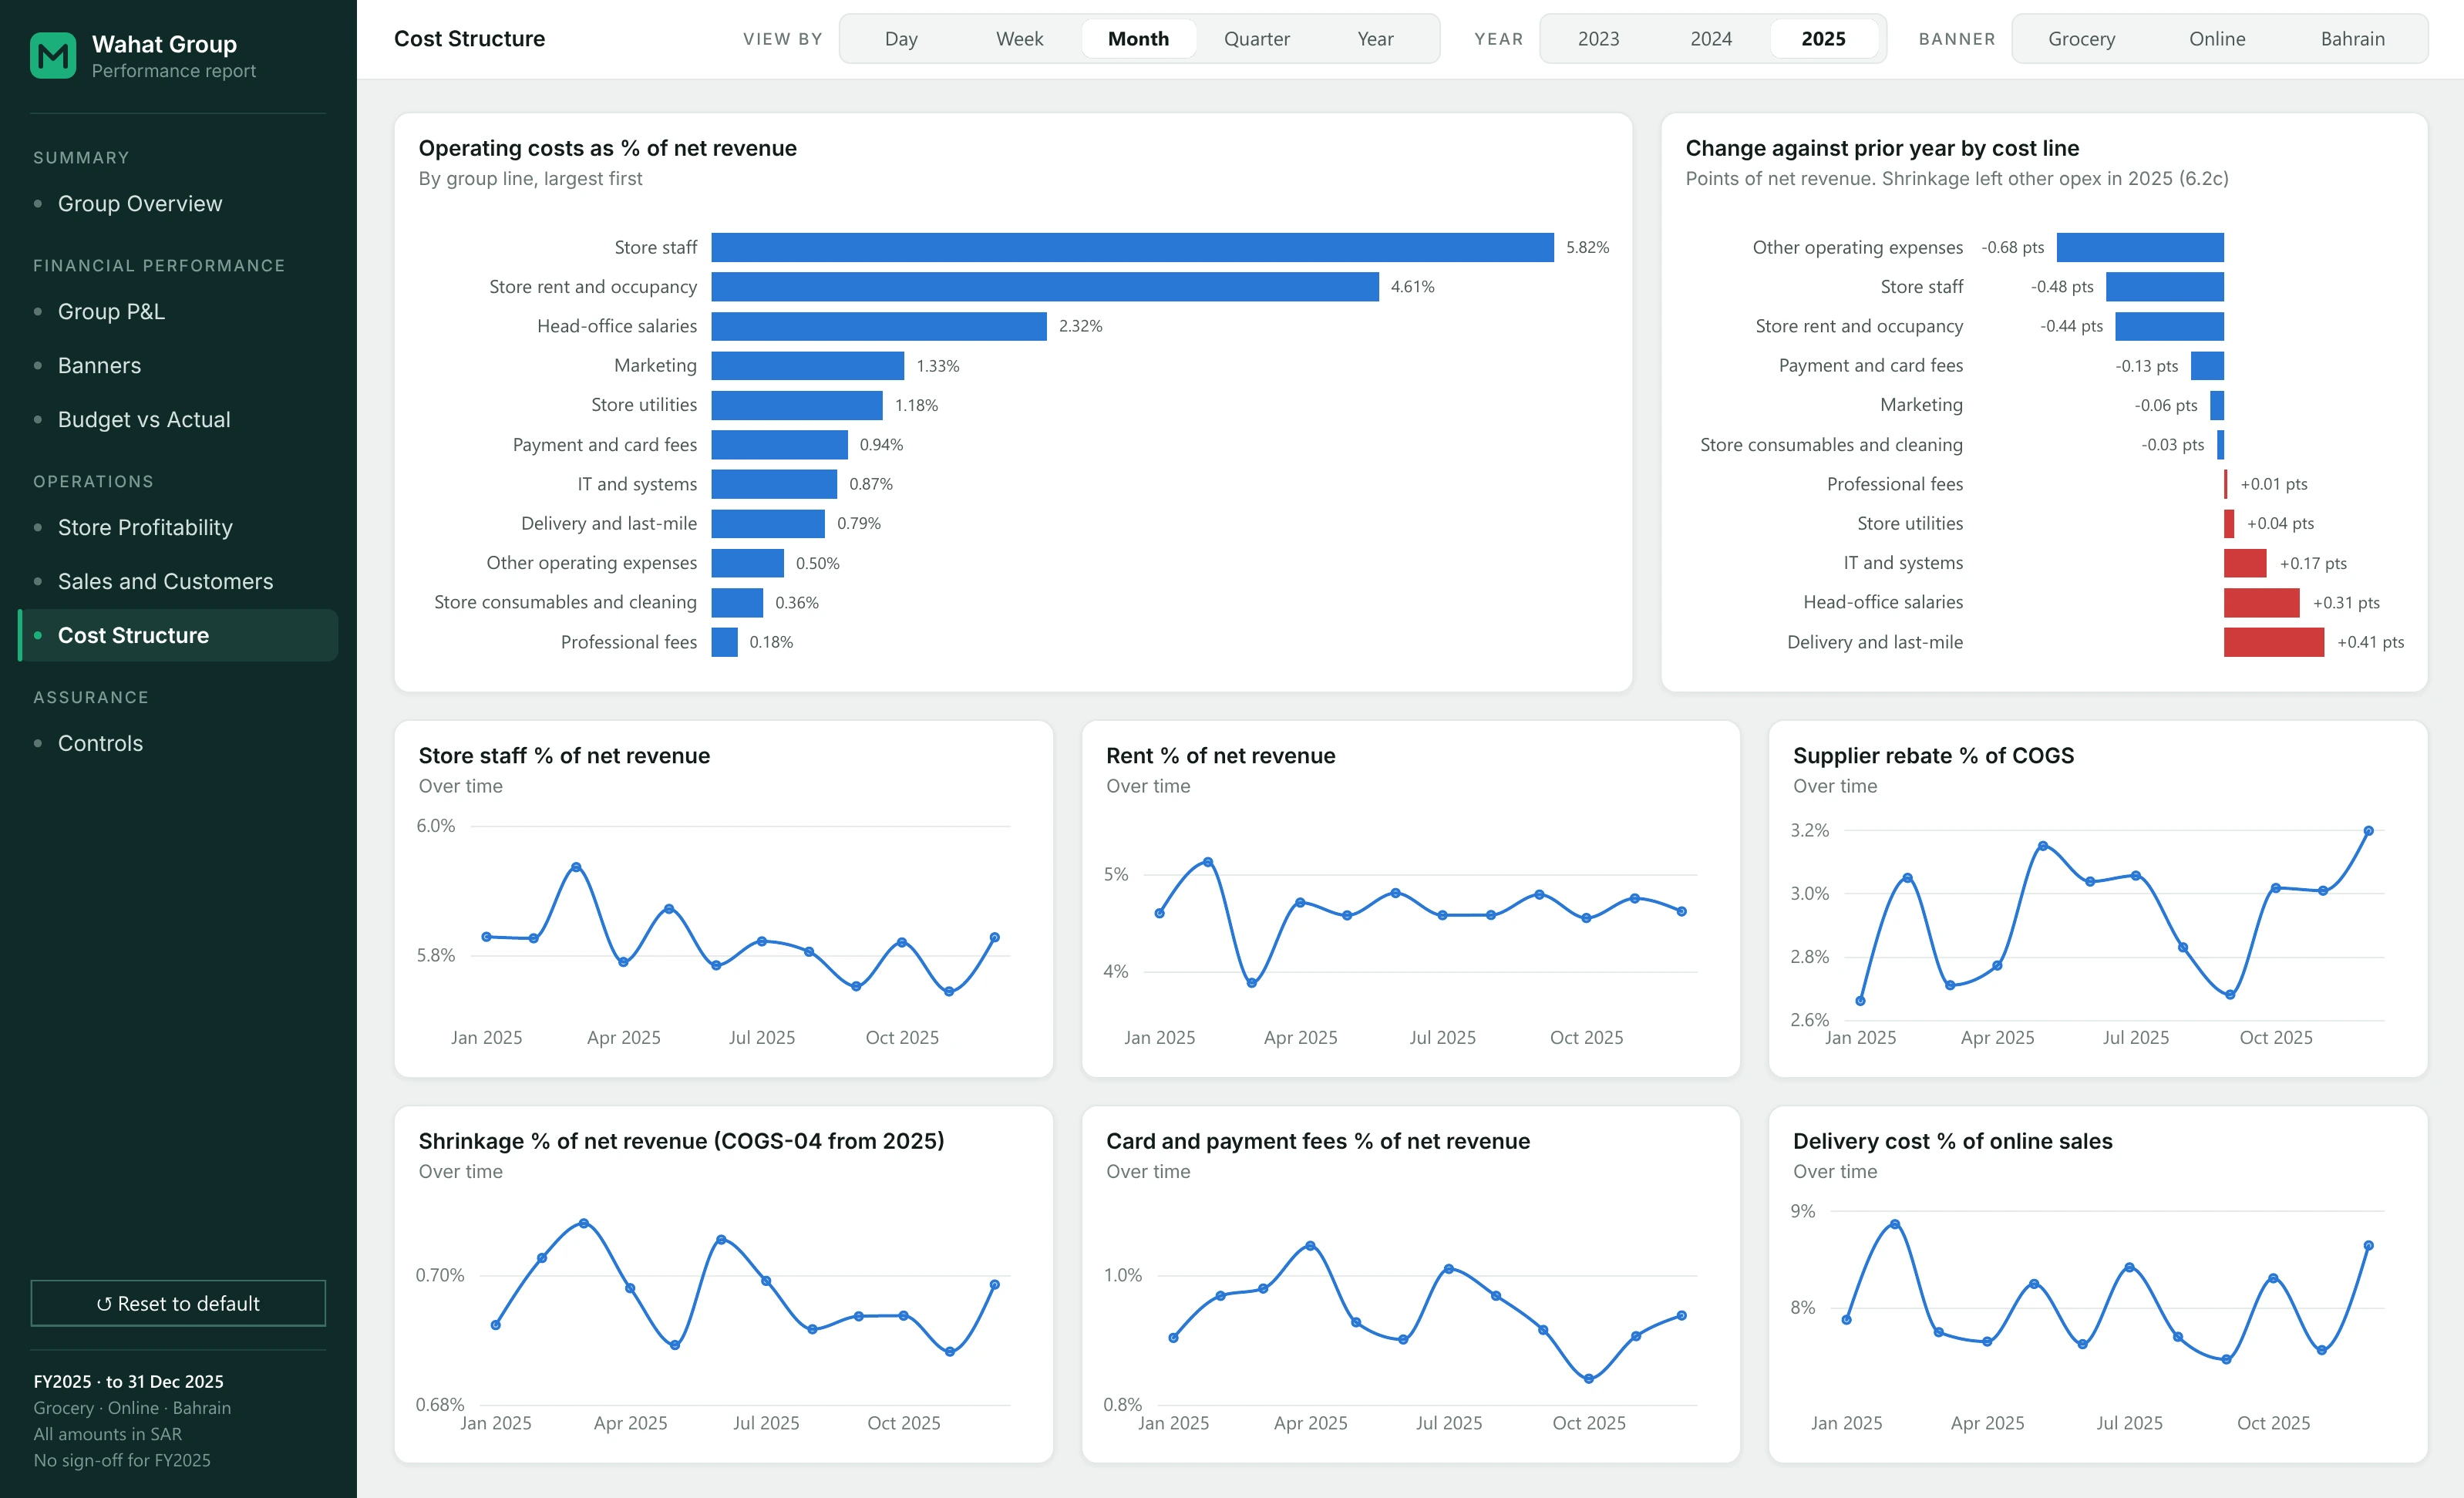 Wahat Group
Performance report
SUMMARY
Group Overview
FINANCIAL PERFORMANCE
Group P&L
Banners
Budget vs Actual
OPERATIONS
Store Profitability
Sales and Customers
Cost Structure
ASSURANCE
Controls
↺ Reset to default
FY2025 · to 31 Dec 2025
Grocery · Online · Bahrain
All amounts in SAR
No sign-off for FY2025
Cost Structure
VIEW BY Day Week Month Quarter Year
YEAR 2023 2024 2025
BANNER Grocery Online Bahrain
Operating costs as % of net revenue
By group line, largest first
Store staff 5.82%
Store rent and occupancy 4.61%
Head-office salaries 2.32%
Marketing 1.33%
Store utilities 1.18%
Payment and card fees 0.94%
IT and systems 0.87%
Delivery and last-mile 0.79%
Other operating expenses 0.50%
Store consumables and cleaning 0.36%
Professional fees 0.18%
Change against prior year by cost line
Points of net revenue. Shrinkage left other opex in 2025 (6.2c)
Other operating expenses -0.68 pts
Store staff -0.48 pts
Store rent and occupancy -0.44 pts
Payment and card fees -0.13 pts
Marketing -0.06 pts
Store consumables and cleaning -0.03 pts
Professional fees +0.01 pts
Store utilities +0.04 pts
IT and systems +0.17 pts
Head-office salaries +0.31 pts
Delivery and last-mile +0.41 pts
Store staff % of net revenue
Over time
6.0%
5.8%
Jan 2025 Apr 2025 Jul 2025 Oct 2025
Rent % of net revenue
Over time
5%
4%
Jan 2025 Apr 2025 Jul 2025 Oct 2025
Supplier rebate % of COGS
Over time
3.2%
3.0%
2.8%
2.6%
Jan 2025 Apr 2025 Jul 2025 Oct 2025
Shrinkage % of net revenue (COGS-04 from 2025)
Over time
0.70%
0.68%
Jan 2025 Apr 2025 Jul 2025 Oct 2025
Card and payment fees % of net revenue
Over time
1.0%
0.8%
Jan 2025 Apr 2025 Jul 2025 Oct 2025
Delivery cost % of online sales
Over time
9%
8%
Jan 2025 Apr 2025 Jul 2025 Oct 2025